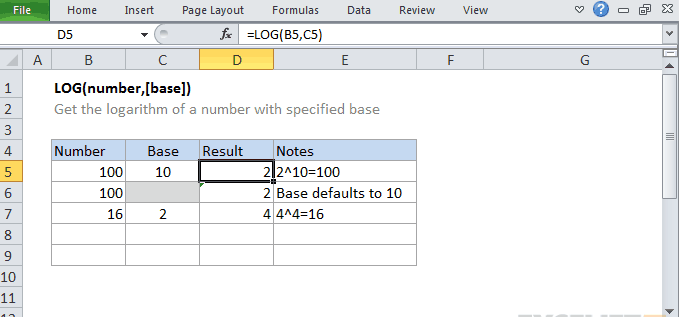 File Home Insert Page Layout Formulas Data Review View
D5 fx =LOG(B5,C5)
A B C D E F G
1 LOG(number,[base])
2 Get the logarithm of a number with specified base
3
4 Number Base Result Notes
5 100 10 2 2^10=100
6 100 2 Base defaults to 10
7 16 2 4 4^4=16
8
9
10
11